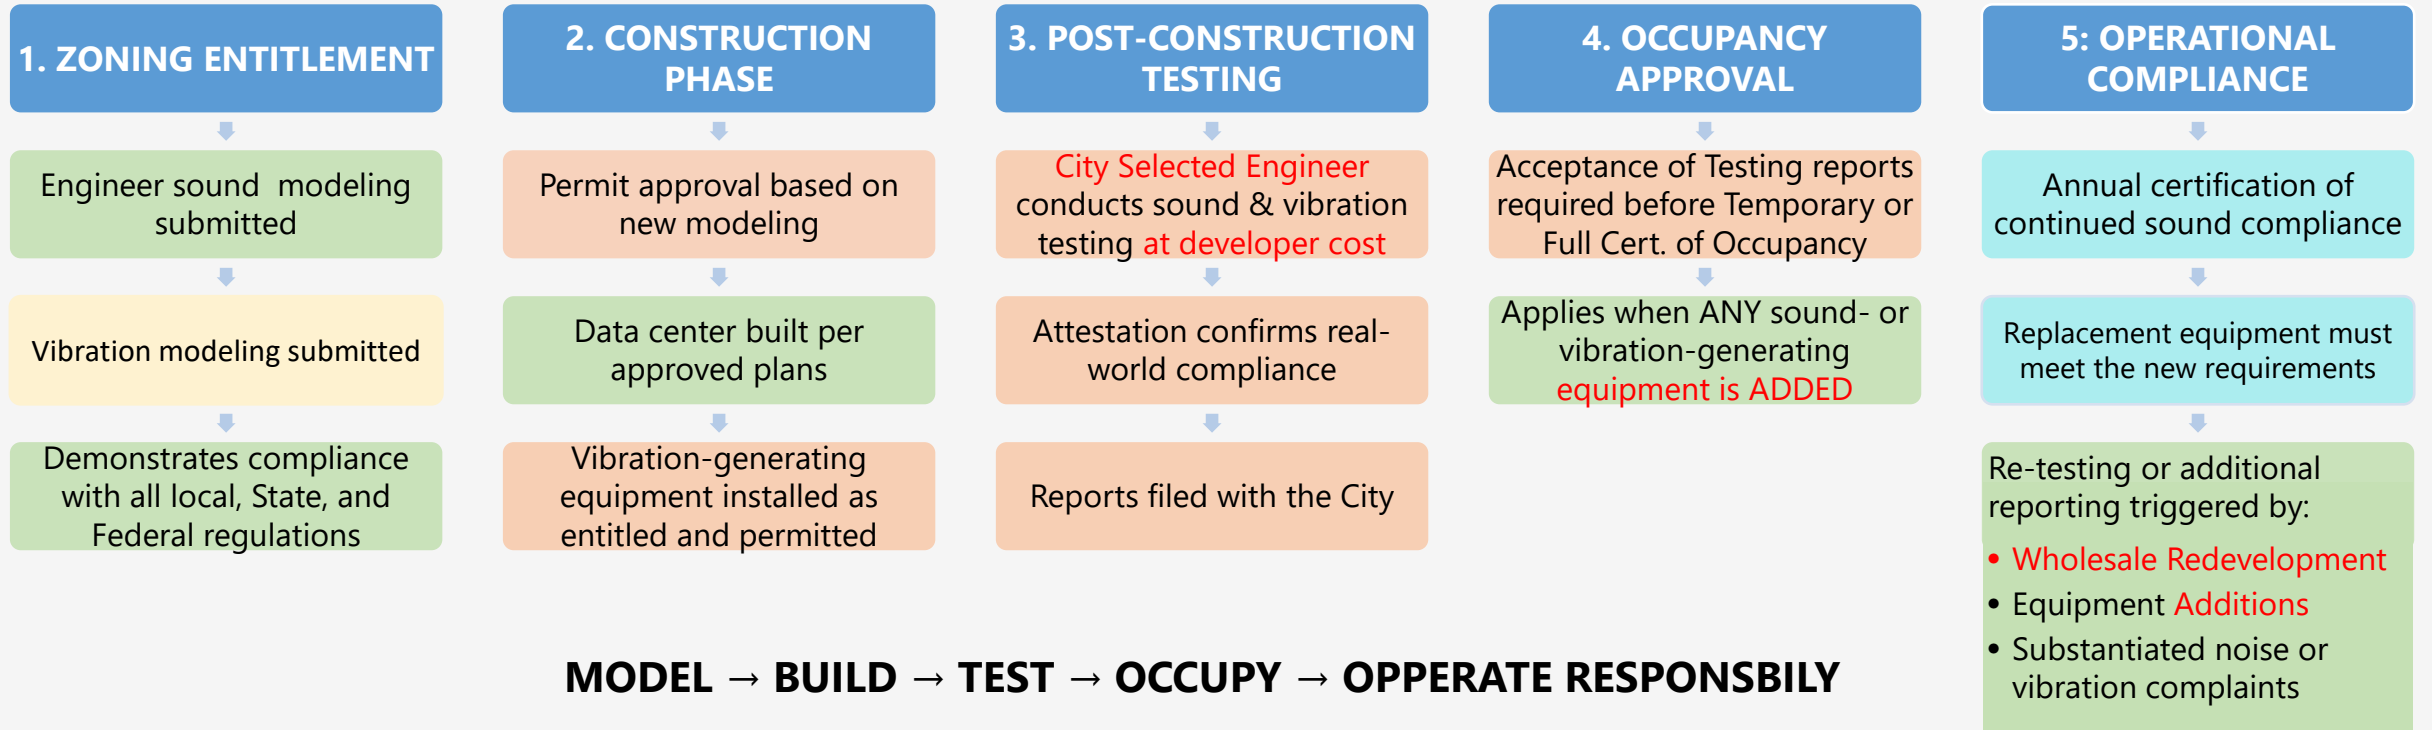 1. ZONING ENTITLEMENT
Engineer sound  modeling
submitted
Vibration modeling submitted
Demonstrates compliance
with all local, State, and
Federal regulations
2. CONSTRUCTION
PHASE
Permit approval based on
new modeling
Data center built per
approved plans
Vibration-generating
equipment installed as
entitled and permitted
3. POST-CONSTRUCTION
TESTING
City Selected Engineer
conducts sound & vibration
testing at developer cost
Attestation confirms real-
world compliance
Reports filed with the City
4. OCCUPANCY
APPROVAL
Acceptance of Testing reports
required before Temporary or
Full Cert. of Occupancy
Applies when ANY sound- or
vibration-generating
equipment is ADDED
5: OPERATIONAL
COMPLIANCE
Annual certification of
continued sound compliance
Replacement equipment must
meet the new requirements
Re-testing or additional
reporting triggered by:
• Wholesale Redevelopment
• Equipment Additions
• Substantiated noise or
vibration complaints
MODEL → BUILD → TEST → OCCUPY → OPPERATE RESPONSBILY